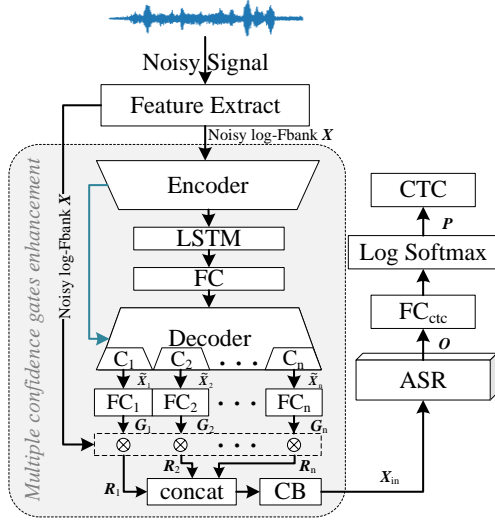 Noisy Signal
Feature Extract
Noisy log-Fbank X
Noisy log-Fbank X
Multiple confidence gates enhancement
Encoder
LSTM
FC
Decoder
C1 C2 · · · Cn
X̃1 X̃2 X̃n
FC1 FC2 · · · FCn
G1 G2 Gn
⊗ ⊗ · · · ⊗
R1 R2 Rn
concat
CB
Xin
ASR
O
FCctc
Log Softmax
P
CTC